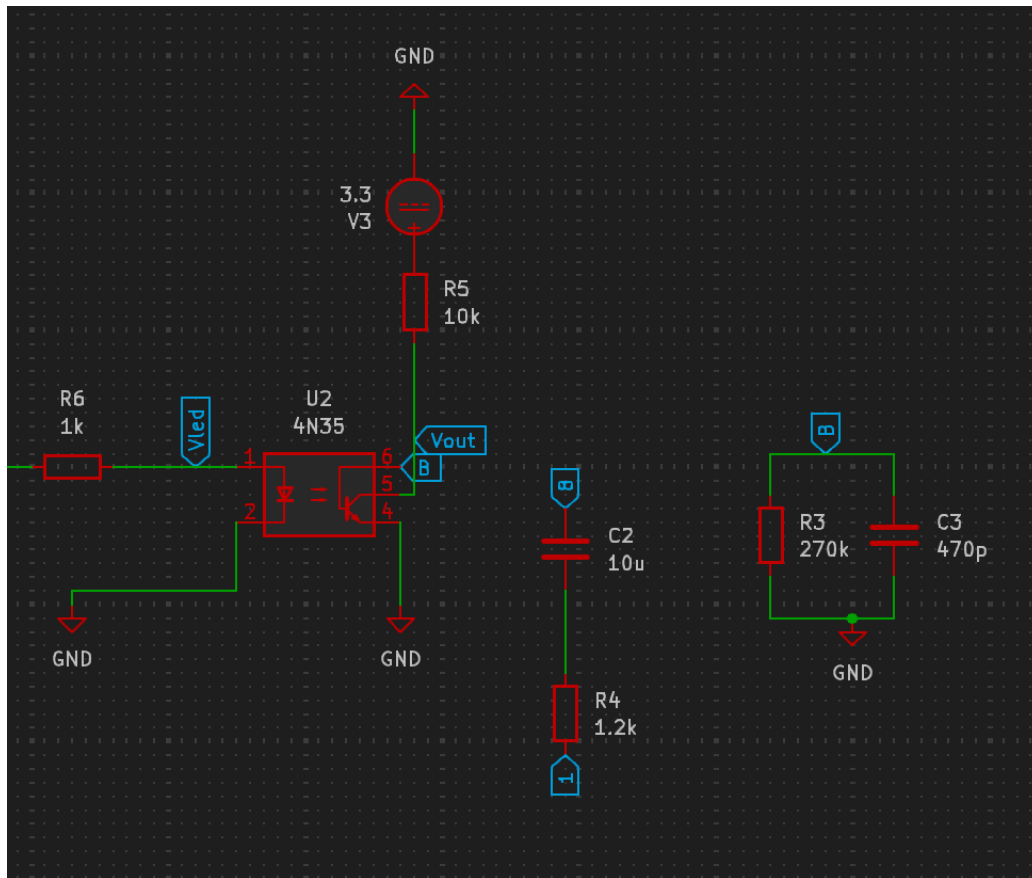 GND
3.3
V3
R5
10k
R6
1k
Vled
U2
4N35
Vout
B
1
2
6
5
4
B
C2
10u
B
R3
270k
C3
470p
GND
GND
GND
R4
1.2k
1